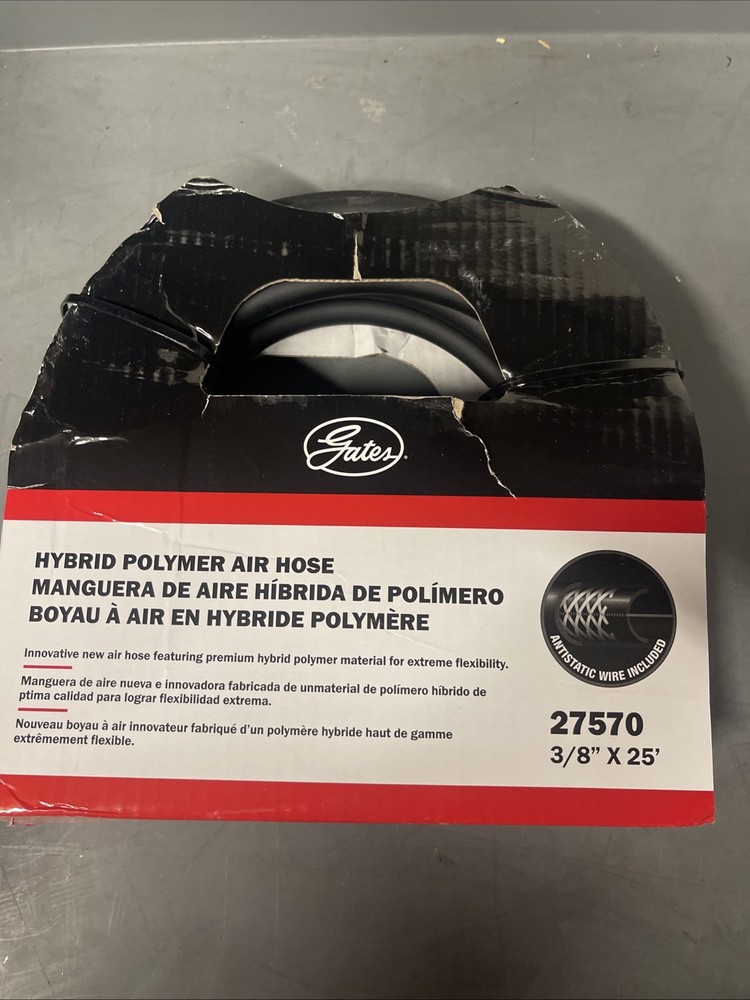 Gates
HYBRID POLYMER AIR HOSE
MANGUERA DE AIRE HÍBRIDA DE POLÍMERO
BOYAU À AIR EN HYBRIDE POLYMÈRE
Innovative new air hose featuring premium hybrid polymer material for extreme flexibility.
Manguera de aire nueva e innovadora fabricada de unmaterial de polímero híbrido de
ptima calidad para lograr flexibilidad extrema.
Nouveau boyau à air innovateur fabriqué d'un polymère hybride haut de gamme
extrêmement flexible.
ANTISTATIC WIRE INCLUDED
27570
3/8" X 25'